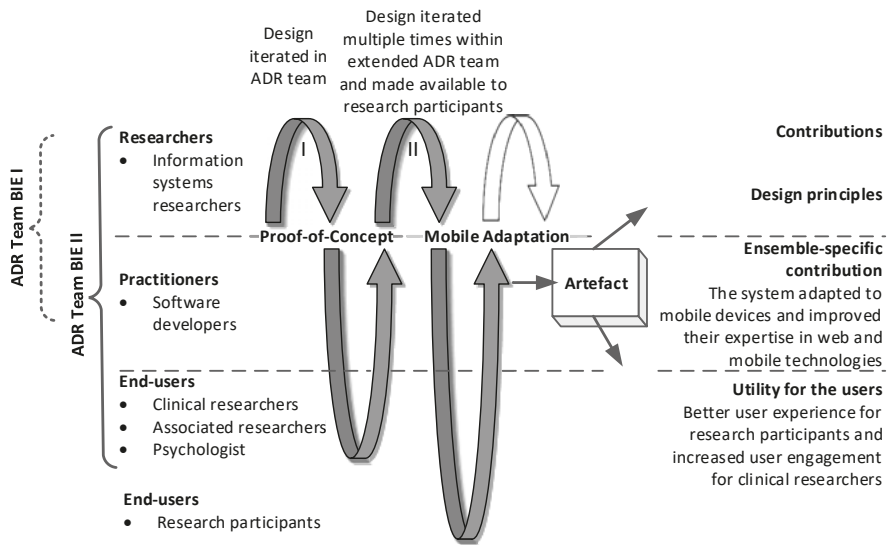 Design
iterated in
ADR team
Design iterated
multiple times within
extended ADR team
and made available to
research participants
I
II
ADR Team BIE I
ADR Team BIE II
Researchers
• Information
systems
researchers
Proof-of-Concept
Mobile Adaptation
Practitioners
• Software
developers
End-users
• Clinical researchers
• Associated researchers
• Psychologist
End-users
• Research participants
Artefact
Contributions
Design principles
Ensemble-specific
contribution
The system adapted to
mobile devices and improved
their expertise in web and
mobile technologies
Utility for the users
Better user experience for
research participants and
increased user engagement
for clinical researchers